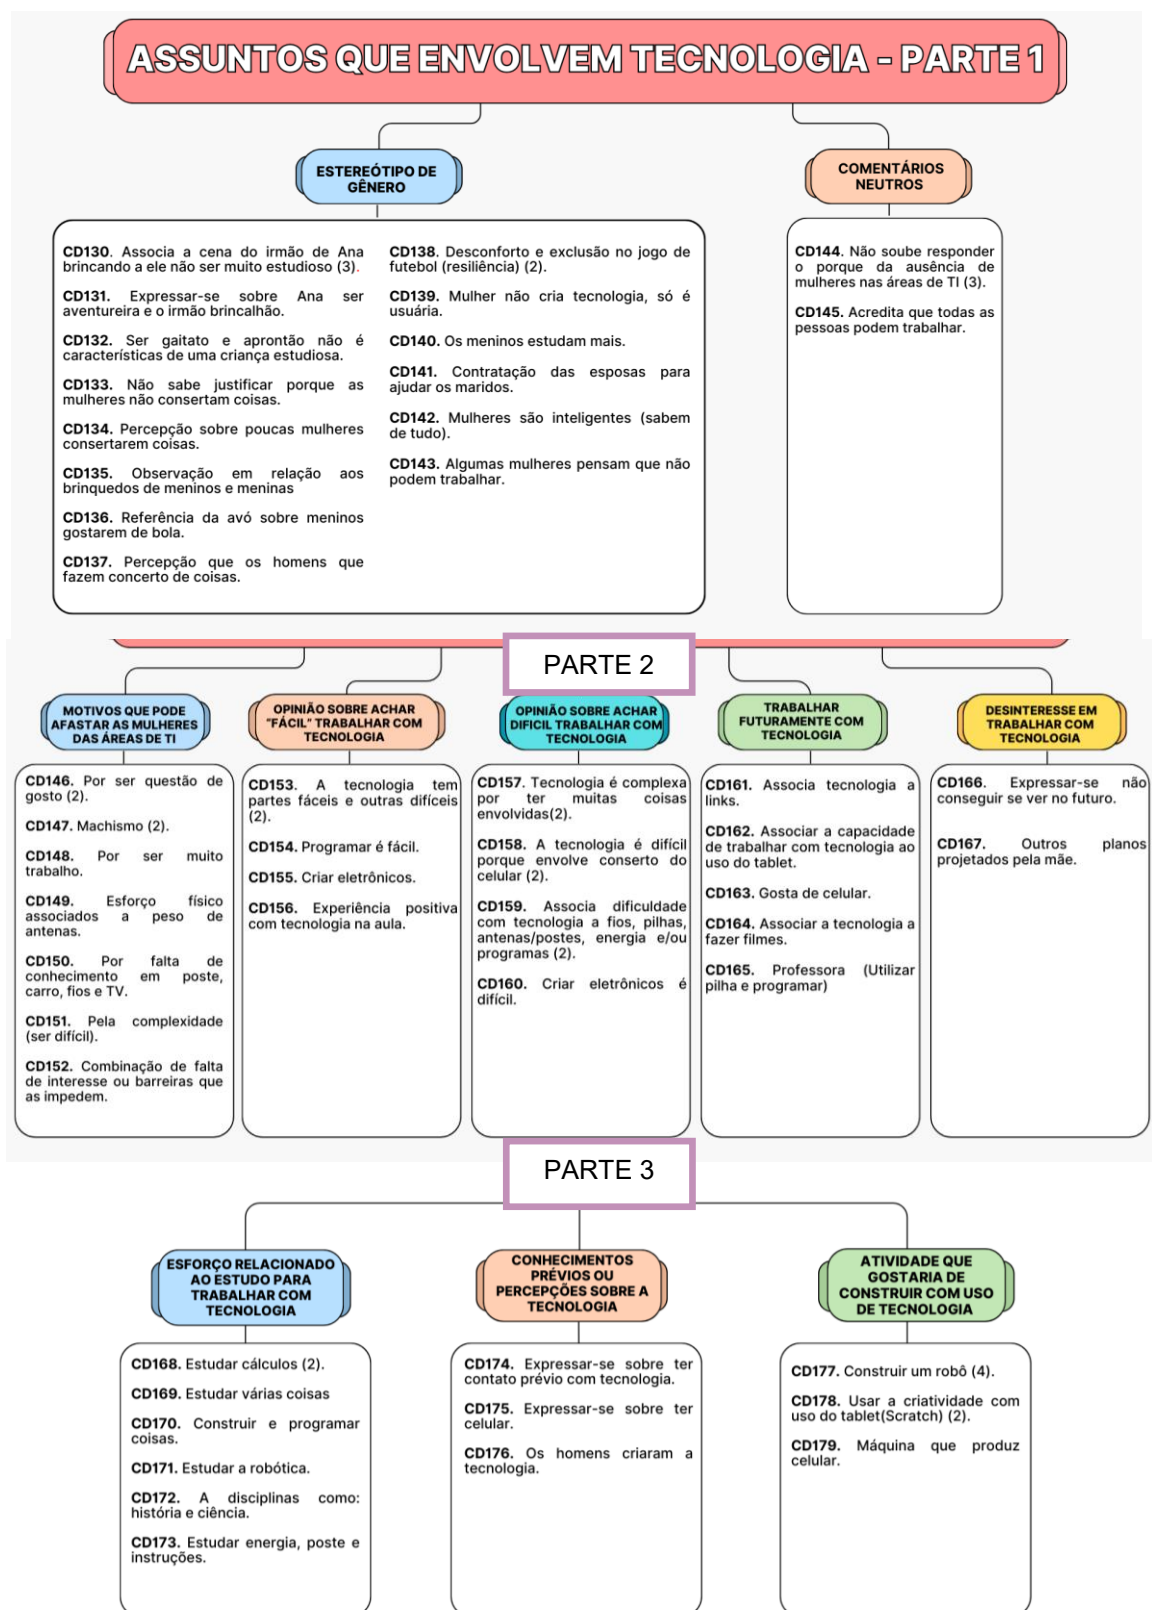 ASSUNTOS QUE ENVOLVEM TECNOLOGIA - PARTE 1
ESTEREÓTIPO DE
GÊNERO
CD130. Associa a cena do irmão de Ana
brincando a ele não ser muito estudioso (3).
CD131. Expressar-se sobre Ana ser
aventureira e o irmão brincalhão.
CD132. Ser gaitato e aprontão não é
características de uma criança estudiosa.
CD133. Não sabe justificar porque as
mulheres não consertam coisas.
CD134. Percepção sobre poucas mulheres
consertarem coisas.
CD135. Observação em relação aos
brinquedos de meninos e meninas
CD136. Referência da avó sobre meninos
gostarem de bola.
CD137. Percepção que os homens que
fazem concerto de coisas.
CD138. Desconforto e exclusão no jogo de
futebol (resiliência) (2).
CD139. Mulher não cria tecnologia, só é
usuária.
CD140. Os meninos estudam mais.
CD141. Contratação das esposas para
ajudar os maridos.
CD142. Mulheres são inteligentes (sabem
de tudo).
CD143. Algumas mulheres pensam que não
podem trabalhar.
COMENTÁRIOS
NEUTROS
CD144. Não soube responder
o porque da ausência de
mulheres nas áreas de TI (3).
CD145. Acredita que todas as
pessoas podem trabalhar.
PARTE 2
MOTIVOS QUE PODE
AFASTAR AS MULHERES
DAS ÁREAS DE TI
CD146. Por ser questão de
gosto (2).
CD147. Machismo (2).
CD148. Por ser muito
trabalho.
CD149. Esforço físico
associados a peso de
antenas.
CD150. Por falta de
conhecimento em poste,
carro, fios e TV.
CD151. Pela complexidade
(ser difícil).
CD152. Combinação de falta
de interesse ou barreiras que
as impedem.
OPINIÃO SOBRE ACHAR
"FÁCIL" TRABALHAR COM
TECNOLOGIA
CD153. A tecnologia tem
partes fáceis e outras difíceis
(2).
CD154. Programar é fácil.
CD155. Criar eletrônicos.
CD156. Experiência positiva
com tecnologia na aula.
OPINIÃO SOBRE ACHAR
DIFICIL TRABALHAR COM
TECNOLOGIA
CD157. Tecnologia é complexa
por ter muitas coisas
envolvidas(2).
CD158. A tecnologia é difícil
porque envolve conserto do
celular (2).
CD159. Associa dificuldade
com tecnologia a fios, pilhas,
antenas/postes, energia e/ou
programas (2).
CD160. Criar eletrônicos é
difícil.
TRABALHAR
FUTURAMENTE COM
TECNOLOGIA
CD161. Associa tecnologia a
links.
CD162. Associar a capacidade
de trabalhar com tecnologia ao
uso do tablet.
CD163. Gosta de celular.
CD164. Associar a tecnologia a
fazer filmes.
CD165. Professora (Utilizar
pilha e programar)
DESINTERESSE EM
TRABALHAR COM
TECNOLOGIA
CD166. Expressar-se não
conseguir se ver no futuro.
CD167. Outros planos
projetados pela mãe.
PARTE 3
ESFORÇO RELACIONADO
AO ESTUDO PARA
TRABALHAR COM
TECNOLOGIA
CD168. Estudar cálculos (2).
CD169. Estudar várias coisas
CD170. Construir e programar
coisas.
CD171. Estudar a robótica.
CD172. A disciplinas como:
história e ciência.
CD173. Estudar energia, poste e
instruções.
CONHECIMENTOS
PRÉVIOS OU
PERCEPÇÕES SOBRE A
TECNOLOGIA
CD174. Expressar-se sobre ter
contato prévio com tecnologia.
CD175. Expressar-se sobre ter
celular.
CD176. Os homens criaram a
tecnologia.
ATIVIDADE QUE
GOSTARIA DE
CONSTRUIR COM USO
DE TECNOLOGIA
CD177. Construir um robô (4).
CD178. Usar a criatividade com
uso do tablet(Scratch) (2).
CD179. Máquina que produz
celular.